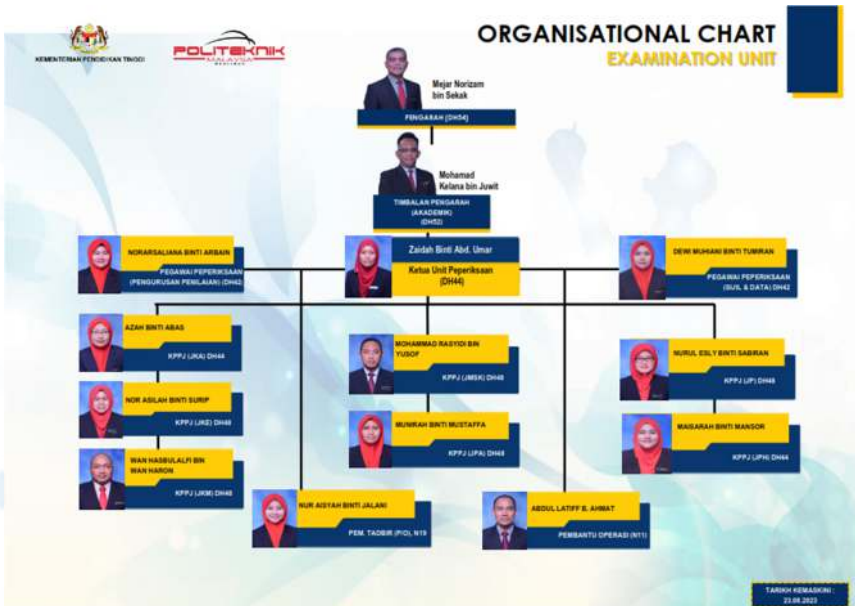 ORGANISATIONAL CHART
EXAMINATION UNIT
KEMENTERIAN PENDIDIKAN TINGGI
POLITEKNIK
MALAYSIA
Mejar Norizam
bin Sekak
PENGARAH (DH54)
Mohamad
Kelana bin Juwit
TIMBALAN PENGARAH
(AKADEMIK)
(DH52)
NORARSALIANA BINTI ARBAIN
PEGAWAI PEPERIKSAAN
(PENGURUSAN PENILAIAN) (DH42)
Zaidah Binti Abd. Umar
Ketua Unit Peperiksaan
(DH44)
DEWI MUHIANI BINTI TUMIRAN
PEGAWAI PEPERIKSAAN
DH42
AZAH BINTI ABAS
KPPJ (JKA) DH44
MOHAMMAD RASYIDI BIN
YUSOF
KPPJ (JMSK) DH48
NURUL ESLY BINTI SABIRAN
KPPJ (JP) DH48
NOR ASILAH BINTI SURIP
KPPJ (JKE) DH48
MUNIRAH BINTI MUSTAFFA
KPPJ (JPA) DH48
MAISARAH BINTI MANSOR
KPPJ (JPH) DH44
WAN HASBULALFI BIN
WAN HARON
KPPJ (JKM) DH48
NUR AISYAH BINTI JALANI
PEM. TADBIR (P/O), N19
ABDUL LATIFF B. AHMAT
PEMBANTU OPERASI (N11)
TARIKH KEMASKINI :
23.08.2023